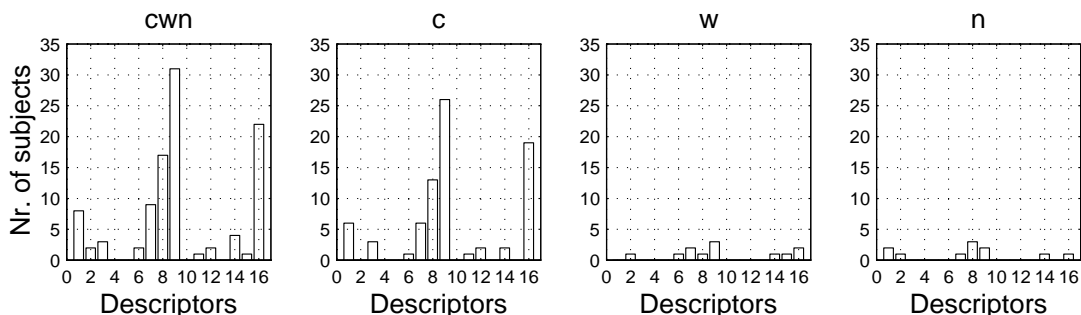 cwn c w n
Nr. of subjects
35 35 35 35
30 30 30 30
25 25 25 25
20 20 20 20
15 15 15 15
10 10 10 10
5 5 5 5
0 0 0 0
0 2 4 6 8 10 12 14 16 0 2 4 6 8 10 12 14 16 0 2 4 6 8 10 12 14 16 0 2 4 6 8 10 12 14 16
Descriptors Descriptors Descriptors Descriptors